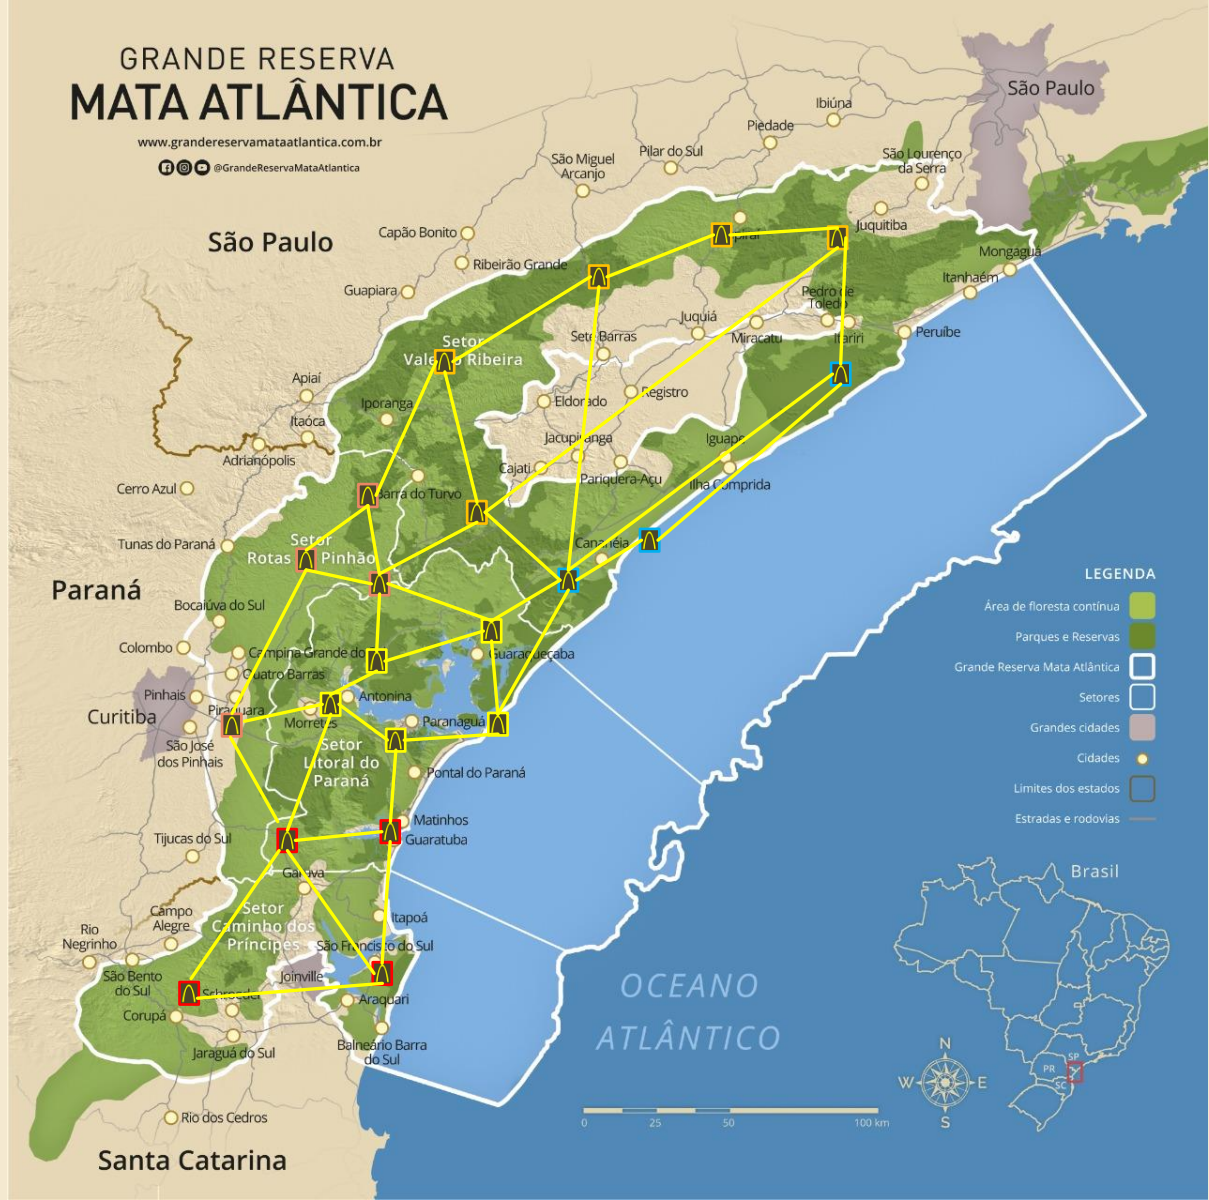 GRANDE RESERVA
MATA ATLÂNTICA
www.grandereservamataatlantica.com.br
@GrandeReservaMataAtlantica
São Paulo
Ibiúna
Piedade
Pilar do Sul
São Miguel
Arcanjo
São Lourenço
da Serra
São Paulo
Capão Bonito
Juquitiba
Ribeirão Grande
Mongaguá
Itanhaém
Guapiara
Pedro de
Toledo
Juquiá
Sete Barras
Miracatu
Itariri
Peruíbe
Setor
Vale do Ribeira
Apiaí
Iporanga
Eldorado
Registro
Itaóca
Jacupiranga
Iguape
Adrianópolis
Cajati
Pariquera-Açu
Ilha Comprida
Cerro Azul
Barra do Turvo
Tunas do Paraná
Setor
Rotas Pinhão
Cananéia
Paraná
Bocaiúva do Sul
Colombo
Campina Grande do
Guaraqueçaba
Quatro Barras
Pinhais
Antonina
Piraquara
Curitiba
Morretes
Paranaguá
São José
dos Pinhais
Setor
Litoral do
Paraná
Pontal do Paraná
Matinhos
Tijucas do Sul
Guaratuba
Garuva
Campo
Alegre
Setor
Caminho dos
Príncipes
Itapoá
Rio
Negrinho
São Francisco do Sul
São Bento
do Sul
Joinville
Schroeder
Araquari
Corupá
Jaraguá do Sul
Balneário Barra
do Sul
Rio dos Cedros
Santa Catarina
LEGENDA
Área de floresta contínua
Parques e Reservas
Grande Reserva Mata Atlântica
Setores
Grandes cidades
Cidades
Limites dos estados
Estradas e rodovias
Brasil
SP
PR
SC
OCEANO
ATLÂNTICO
N
W
E
S
0 25 50 100 km